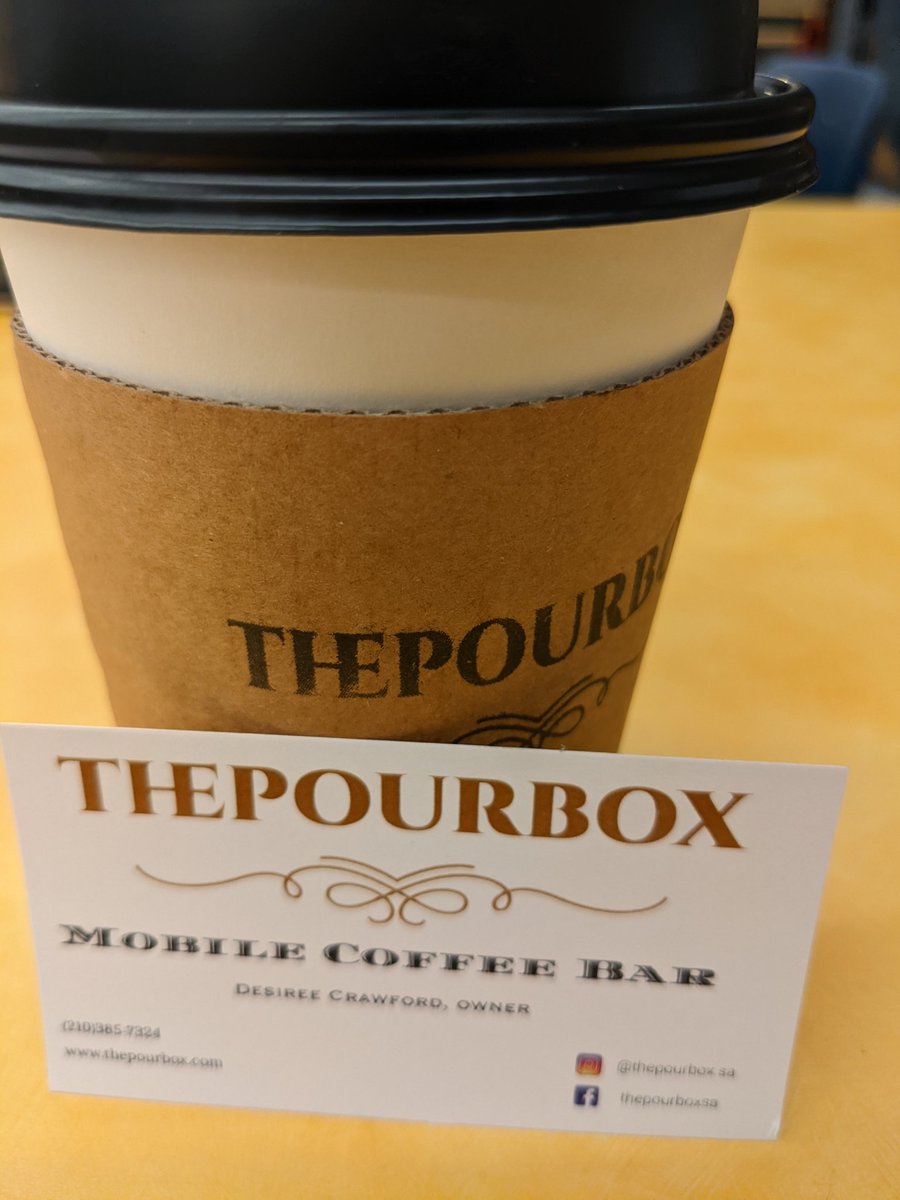 THEPOURBO
THEPOURBOX
MOBILE COFFEE BAR
DESIREE CRAWFORD, OWNER
(210)385-7324
www.thepourbox.com
@thepourbox.sa
thepourboxsa